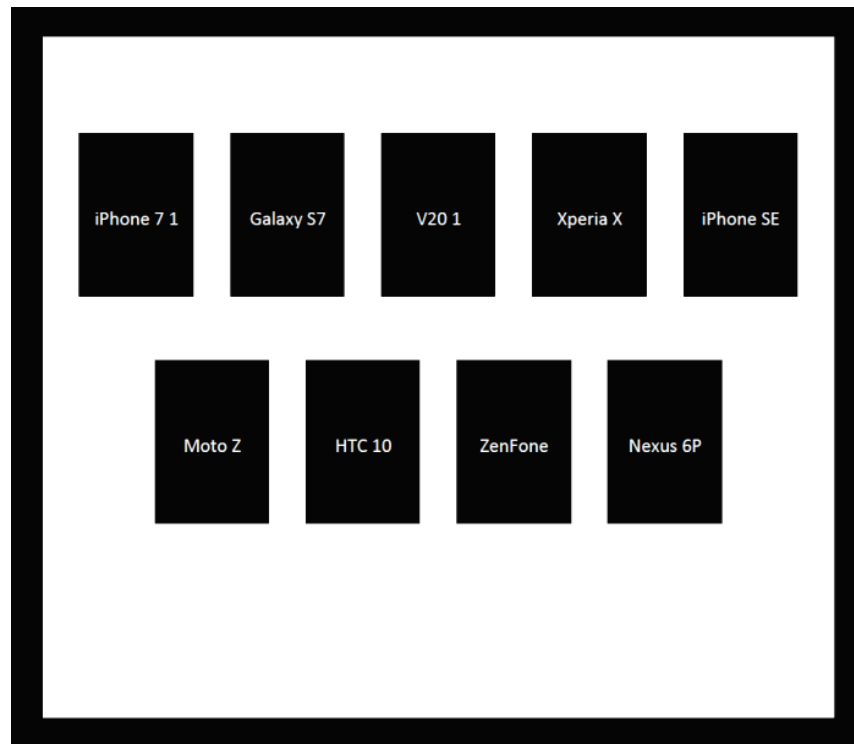 iPhone 7 1
Galaxy S7
V20 1
Xperia X
iPhone SE
Moto Z
HTC 10
ZenFone
Nexus 6P